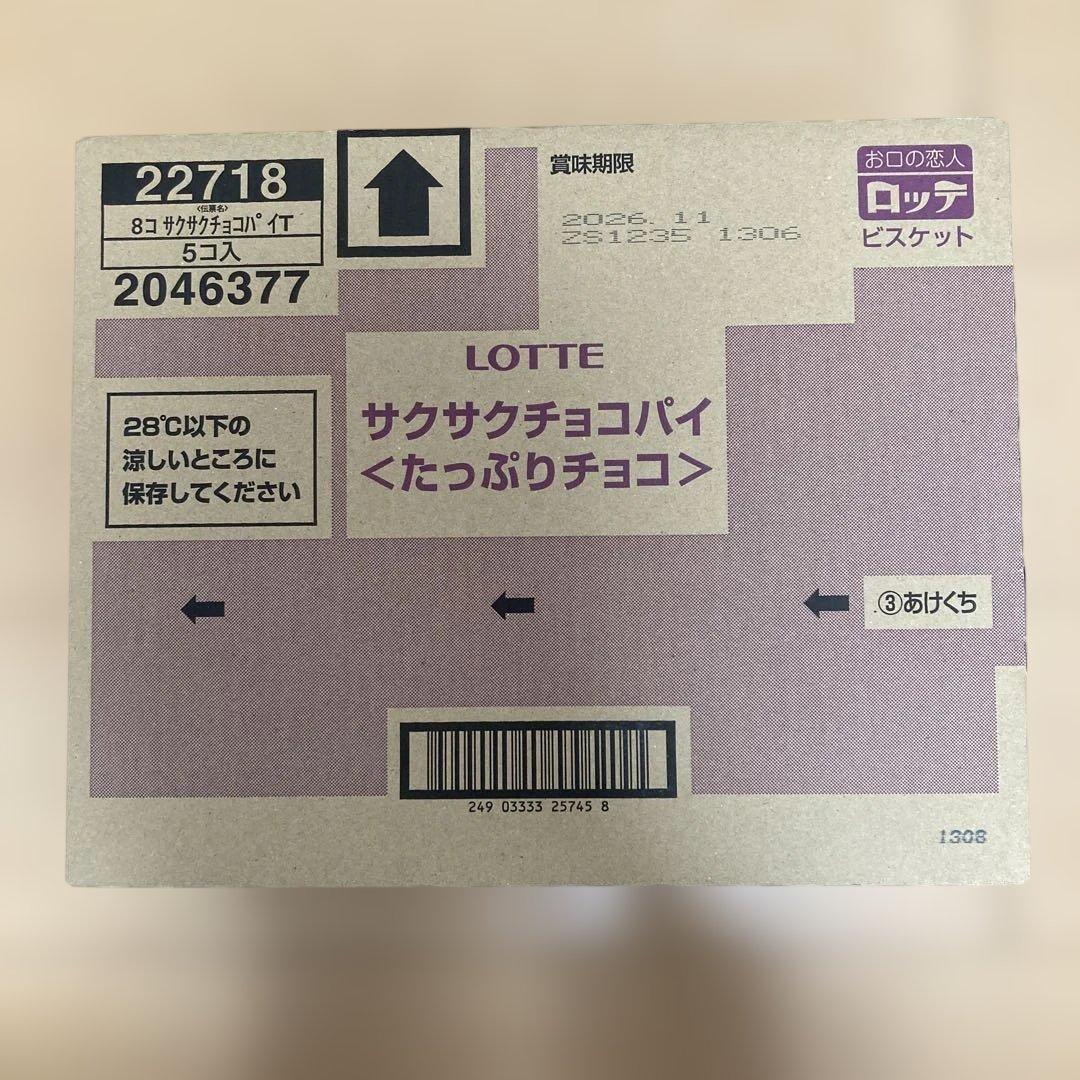 22718
<伝票名>
8コ サクサクチョコパイT
5コ入
2046377
賞味期限
2026.11
ZS1235 1306
お口の恋人
ロッテ
ビスケット
LOTTE
サクサクチョコパイ
<たっぷりチョコ>
28℃以下の
涼しいところに
保存してください
③あけくち
249 03333 25745 8
1308